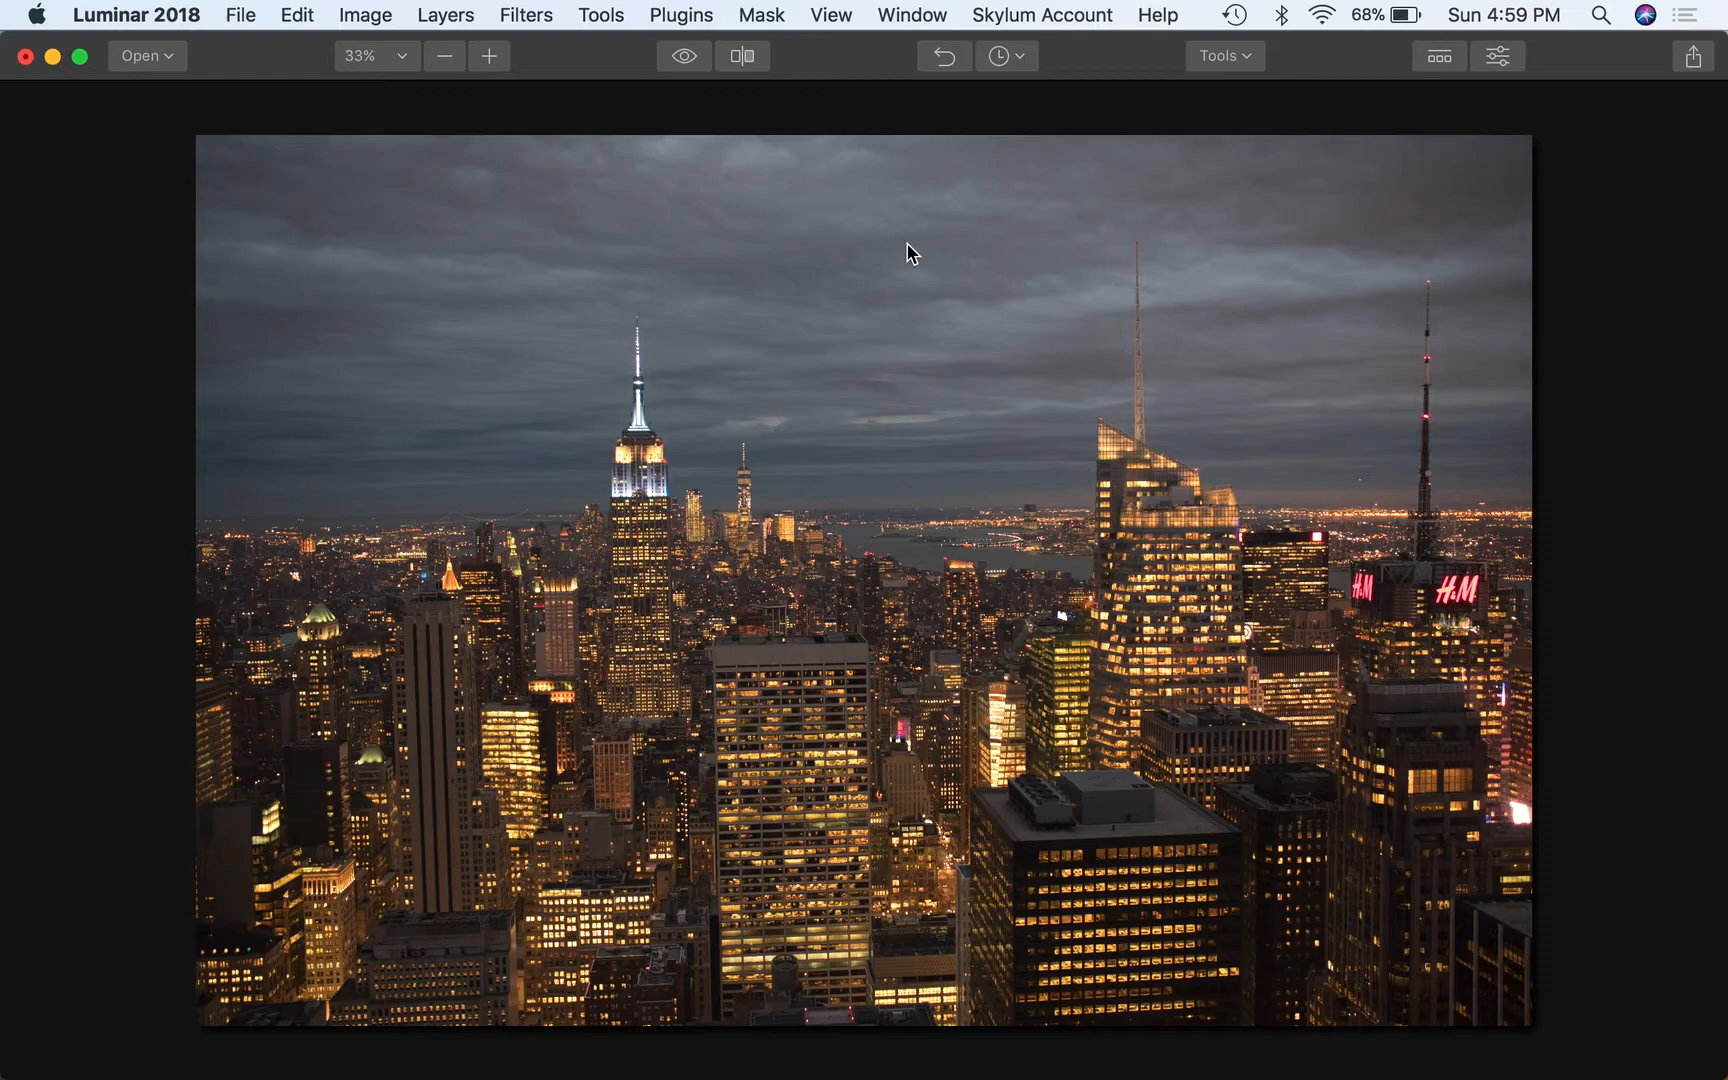 Luminar 2018 File Edit Image Layers Filters Tools Plugins Mask View Window Skylum Account Help 68% Sun 4:59 PM
Open 33% Tools
H&M H&M